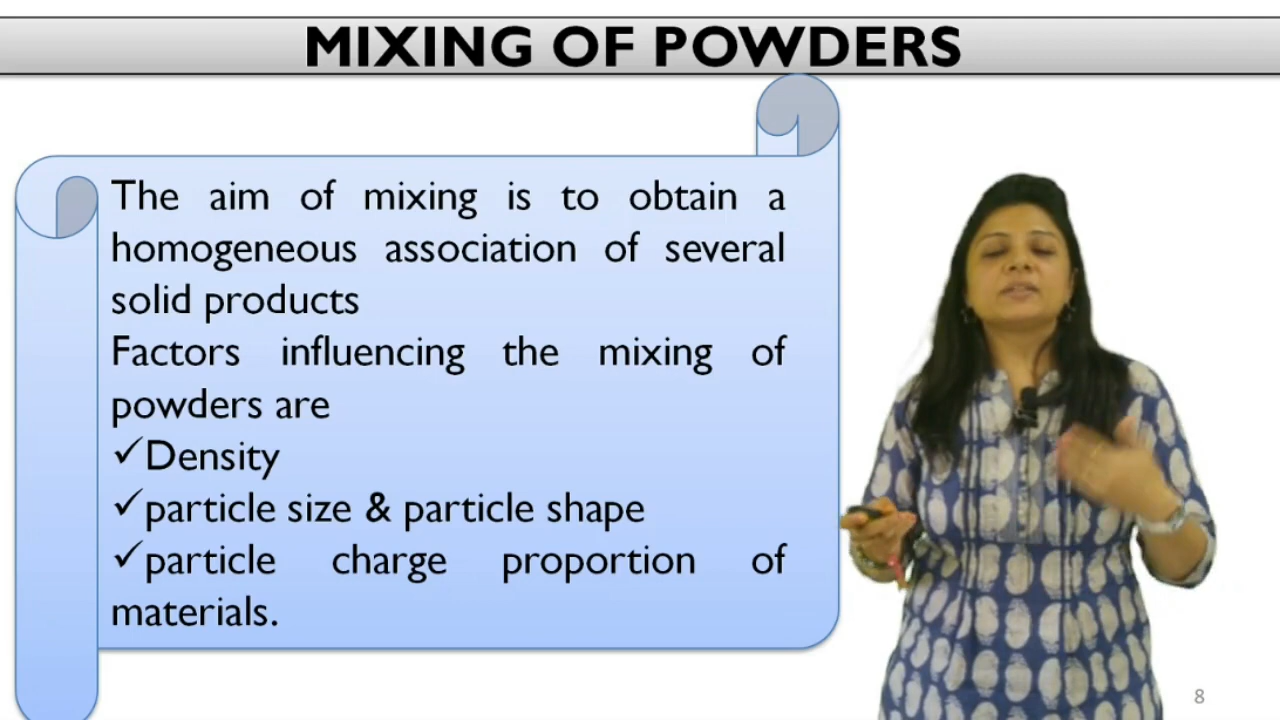 MIXING OF POWDERS
The aim of mixing is to obtain a
homogeneous association of several
solid products
Factors influencing the mixing of
powders are
✓Density
✓particle size & particle shape
✓particle charge proportion of
materials.
8